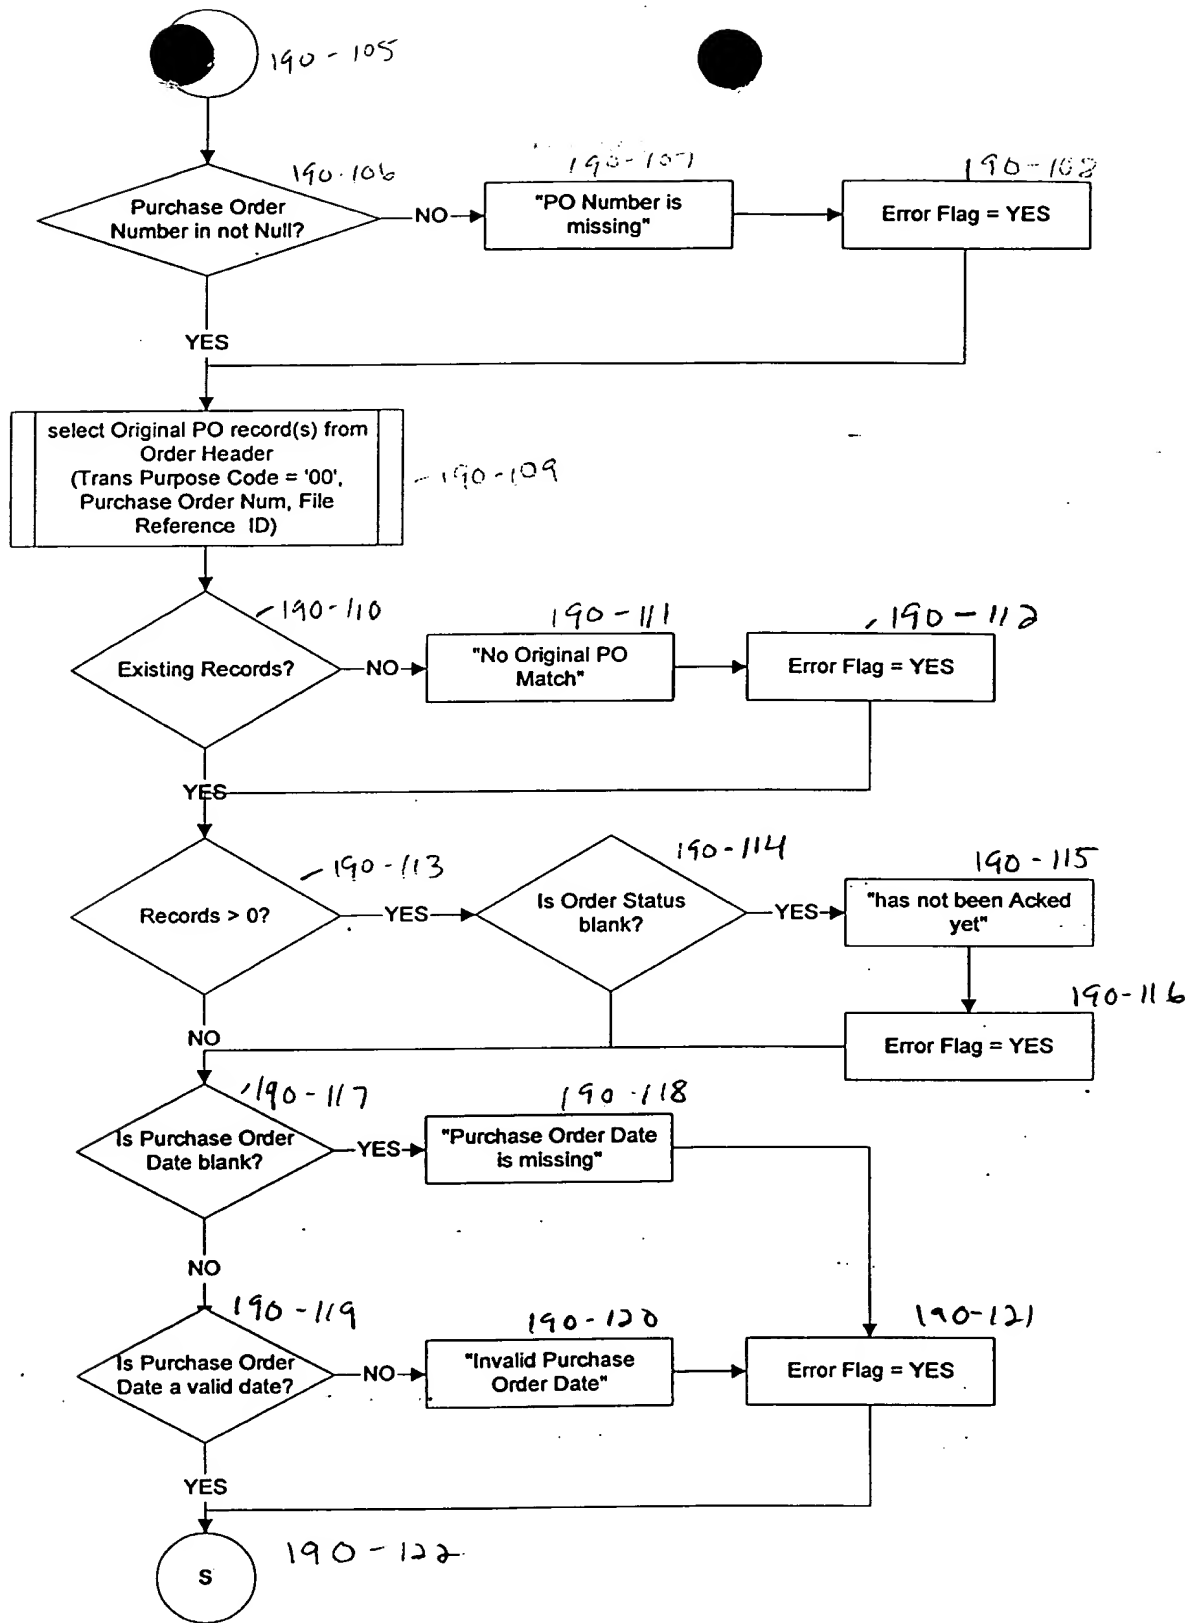 190-105
190-106
190-107
190-108
Purchase Order
Number in not Null?
NO
"PO Number is
missing"
Error Flag = YES
YES
select Original PO record(s) from
Order Header
(Trans Purpose Code = '00',
Purchase Order Num, File
Reference ID)
190-109
190-110
190-111
190-112
Existing Records?
NO
"No Original PO
Match"
Error Flag = YES
YES
190-113
190-114
190-115
Records > 0?
YES
Is Order Status
blank?
YES
"has not been Acked
yet"
190-116
NO
Error Flag = YES
190-117
190-118
Is Purchase Order
Date blank?
YES
"Purchase Order Date
is missing"
NO
190-119
190-120
190-121
Is Purchase Order
Date a valid date?
NO
"Invalid Purchase
Order Date"
Error Flag = YES
YES
S
190-122